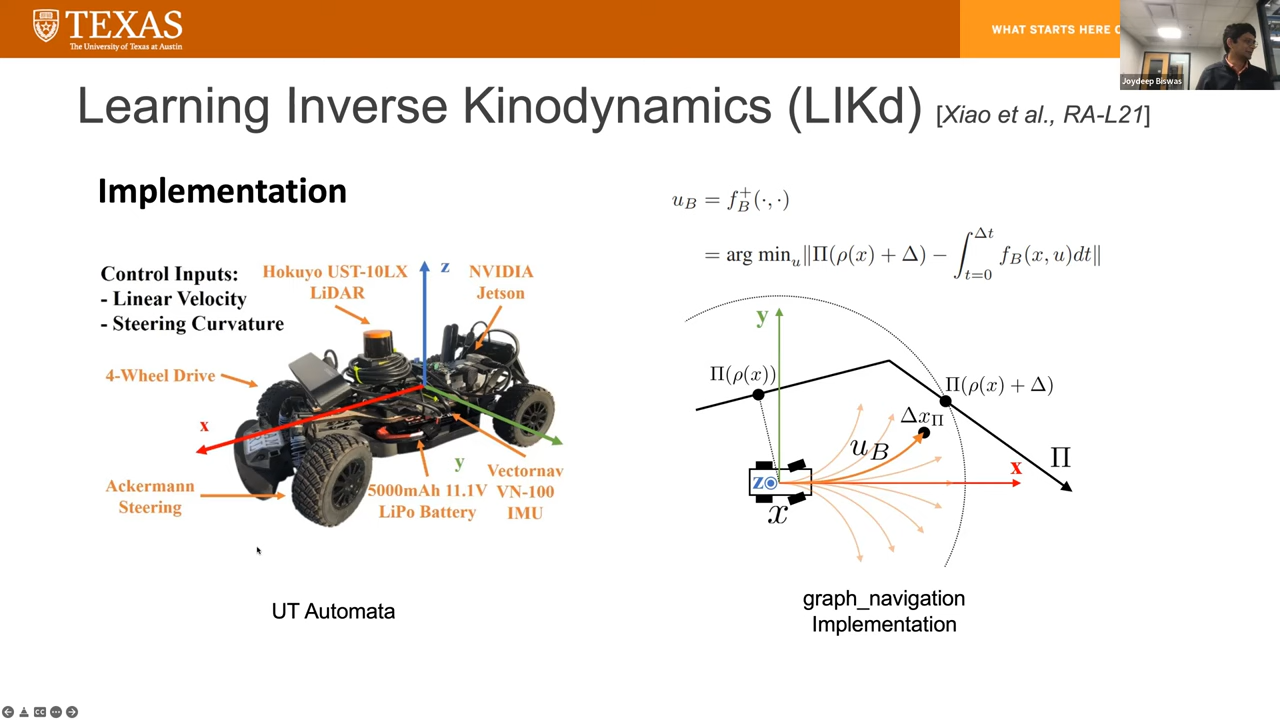 TEXAS
The University of Texas at Austin
WHAT STARTS HERE
Joydeep Biswas
Learning Inverse Kinodynamics (LIKd) [Xiao et al., RA-L21]
Implementation
Control Inputs:
- Linear Velocity
- Steering Curvature
Hokuyo UST-10LX
LiDAR
z
NVIDIA
Jetson
4-Wheel Drive
x
y
Ackermann
Steering
5000mAh 11.1V
LiPo Battery
Vectornav
VN-100
IMU
UT Automata
u_B = f_B^+(·,·)
= arg min_u ‖Π(ρ(x) + Δ) − ∫_{t=0}^{Δt} f_B(x, u)dt‖
y
Π(ρ(x))
Π(ρ(x) + Δ)
Δx_Π
u_B
x
Π
z
x
graph_navigation
Implementation